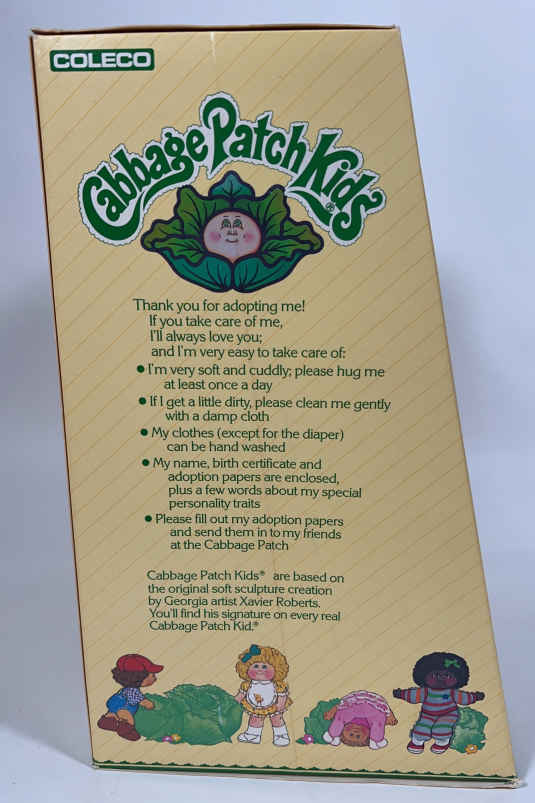 COLECO
Cabbage Patch Kids®
Thank you for adopting me!
If you take care of me,
I'll always love you;
and I'm very easy to take care of:
• I'm very soft and cuddly; please hug me
at least once a day
• If I get a little dirty, please clean me gently
with a damp cloth
• My clothes (except for the diaper)
can be hand washed
• My name, birth certificate and
adoption papers are enclosed,
plus a few words about my special
personality traits
• Please fill out my adoption papers
and send them in to my friends
at the Cabbage Patch
Cabbage Patch Kids® are based on
the original soft sculpture creation
by Georgia artist Xavier Roberts.
You'll find his signature on every real
Cabbage Patch Kid.®